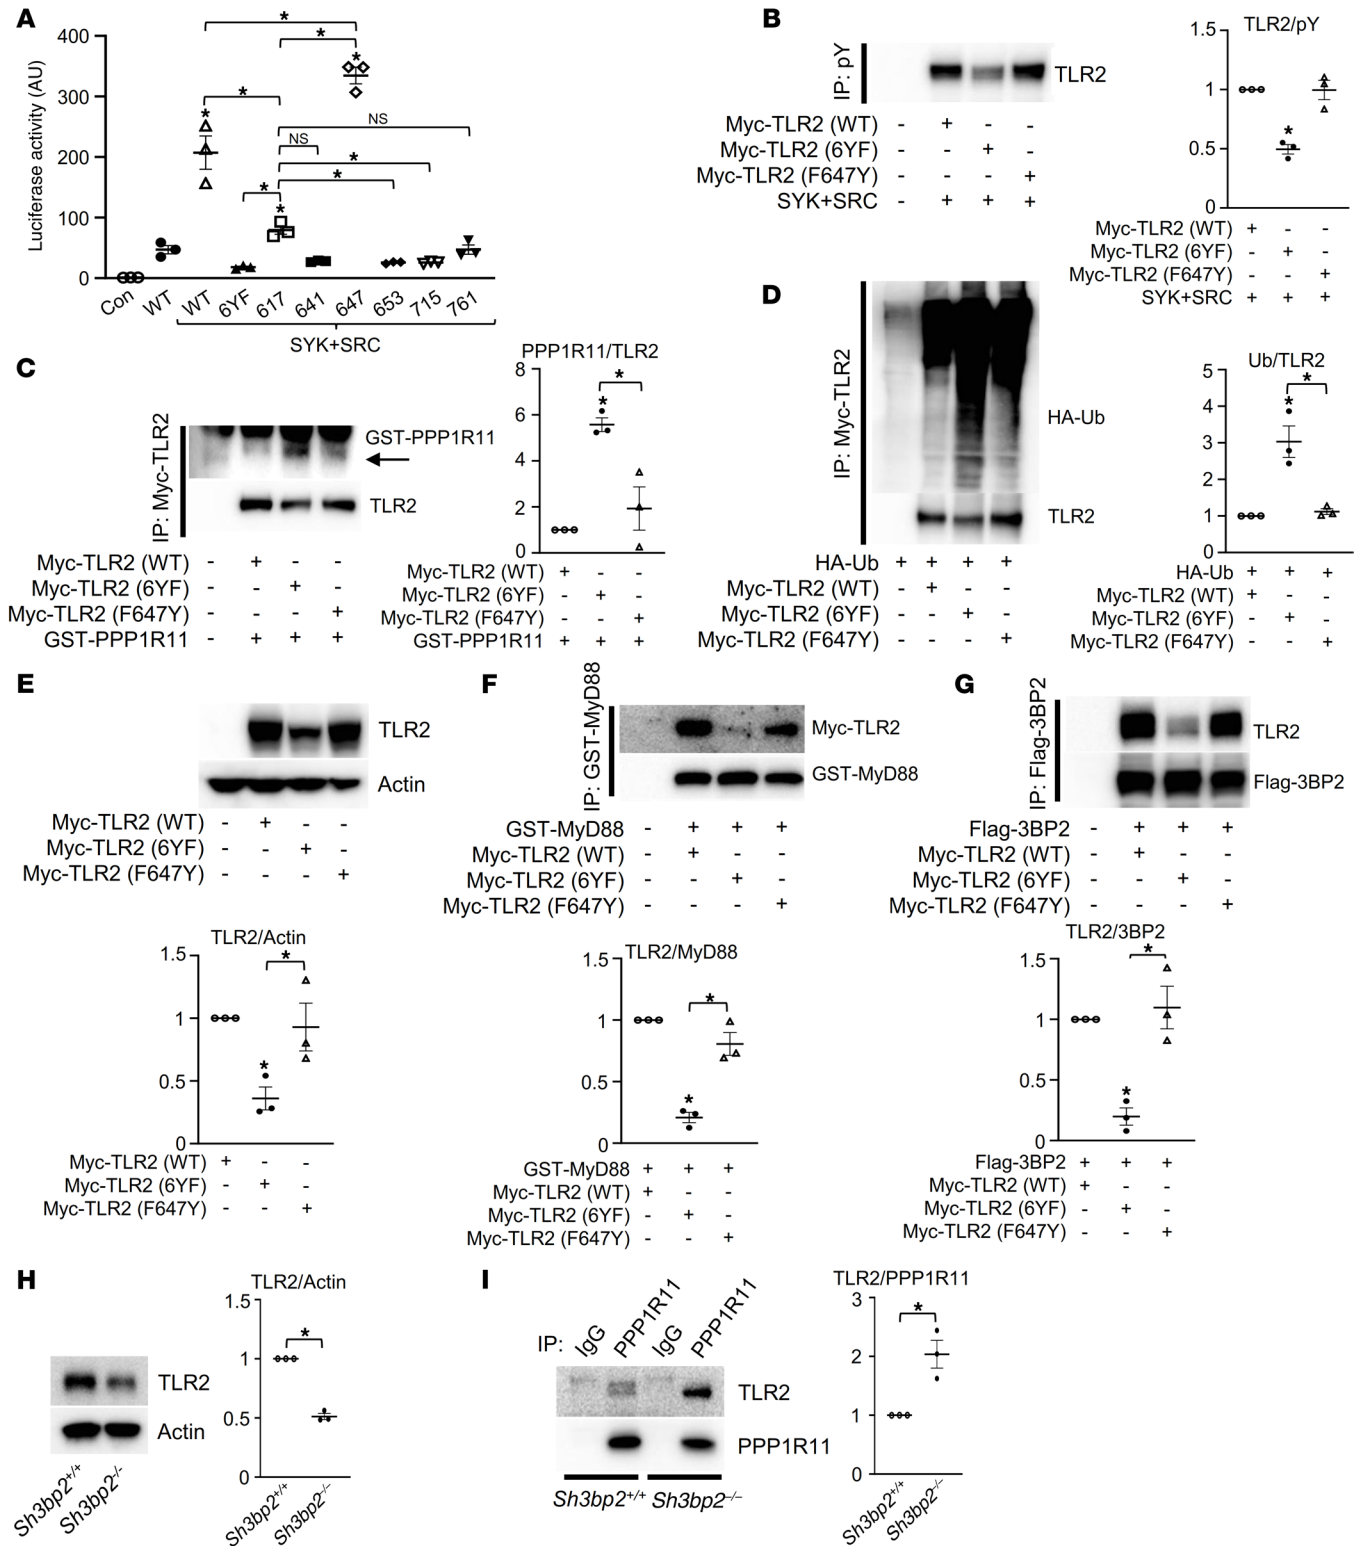 A
Luciferase activity (AU)
400
300
200
100
0
*
*
*
*
*
NS
NS
*
*
*
*
Con WT WT 6YF 617 641 647 653 715 761
SYK+SRC
B
IP: pY
TLR2
Myc-TLR2 (WT) - + - -
Myc-TLR2 (6YF) - - + -
Myc-TLR2 (F647Y) - - - +
SYK+SRC - + + +
TLR2/pY
1.5
1
0.5
0
*
Myc-TLR2 (WT) + - -
Myc-TLR2 (6YF) - + -
Myc-TLR2 (F647Y) - - +
SYK+SRC + + +
C
IP: Myc-TLR2
GST-PPP1R11
TLR2
Myc-TLR2 (WT) - + - -
Myc-TLR2 (6YF) - - + -
Myc-TLR2 (F647Y) - - - +
GST-PPP1R11 - + + +
PPP1R11/TLR2
8
6
4
2
0
*
*
Myc-TLR2 (WT) + - -
Myc-TLR2 (6YF) - + -
Myc-TLR2 (F647Y) - - +
GST-PPP1R11 + + +
D
IP: Myc-TLR2
HA-Ub
TLR2
HA-Ub + + + +
Myc-TLR2 (WT) - + - -
Myc-TLR2 (6YF) - - + -
Myc-TLR2 (F647Y) - - - +
Ub/TLR2
5
4
3
2
1
0
*
*
HA-Ub + + +
Myc-TLR2 (WT) + - -
Myc-TLR2 (6YF) - + -
Myc-TLR2 (F647Y) - - +
E
TLR2
Actin
Myc-TLR2 (WT) - + - -
Myc-TLR2 (6YF) - - + -
Myc-TLR2 (F647Y) - - - +
TLR2/Actin
1.5
1
0.5
0
*
*
Myc-TLR2 (WT) + - -
Myc-TLR2 (6YF) - + -
Myc-TLR2 (F647Y) - - +
F
IP: GST-MyD88
Myc-TLR2
GST-MyD88
GST-MyD88 - + + +
Myc-TLR2 (WT) - + - -
Myc-TLR2 (6YF) - - + -
Myc-TLR2 (F647Y) - - - +
TLR2/MyD88
1.5
1
0.5
0
*
*
GST-MyD88 + + +
Myc-TLR2 (WT) + - -
Myc-TLR2 (6YF) - + -
Myc-TLR2 (F647Y) - - +
G
IP: Flag-3BP2
TLR2
Flag-3BP2
Flag-3BP2 - + + +
Myc-TLR2 (WT) - + - -
Myc-TLR2 (6YF) - - + -
Myc-TLR2 (F647Y) - - - +
TLR2/3BP2
1.5
1
0.5
0
*
*
Flag-3BP2 + + +
Myc-TLR2 (WT) + - -
Myc-TLR2 (6YF) - + -
Myc-TLR2 (F647Y) - - +
H
TLR2
Actin
Sh3bp2+/+ Sh3bp2-/-
TLR2/Actin
1.5
1
0.5
0
*
Sh3bp2+/+ Sh3bp2-/-
I
IP: IgG PPP1R11 IgG PPP1R11
TLR2
PPP1R11
Sh3bp2+/+ Sh3bp2–/–
TLR2/PPP1R11
3
2
1
0
*
Sh3bp2+/+ Sh3bp2-/-